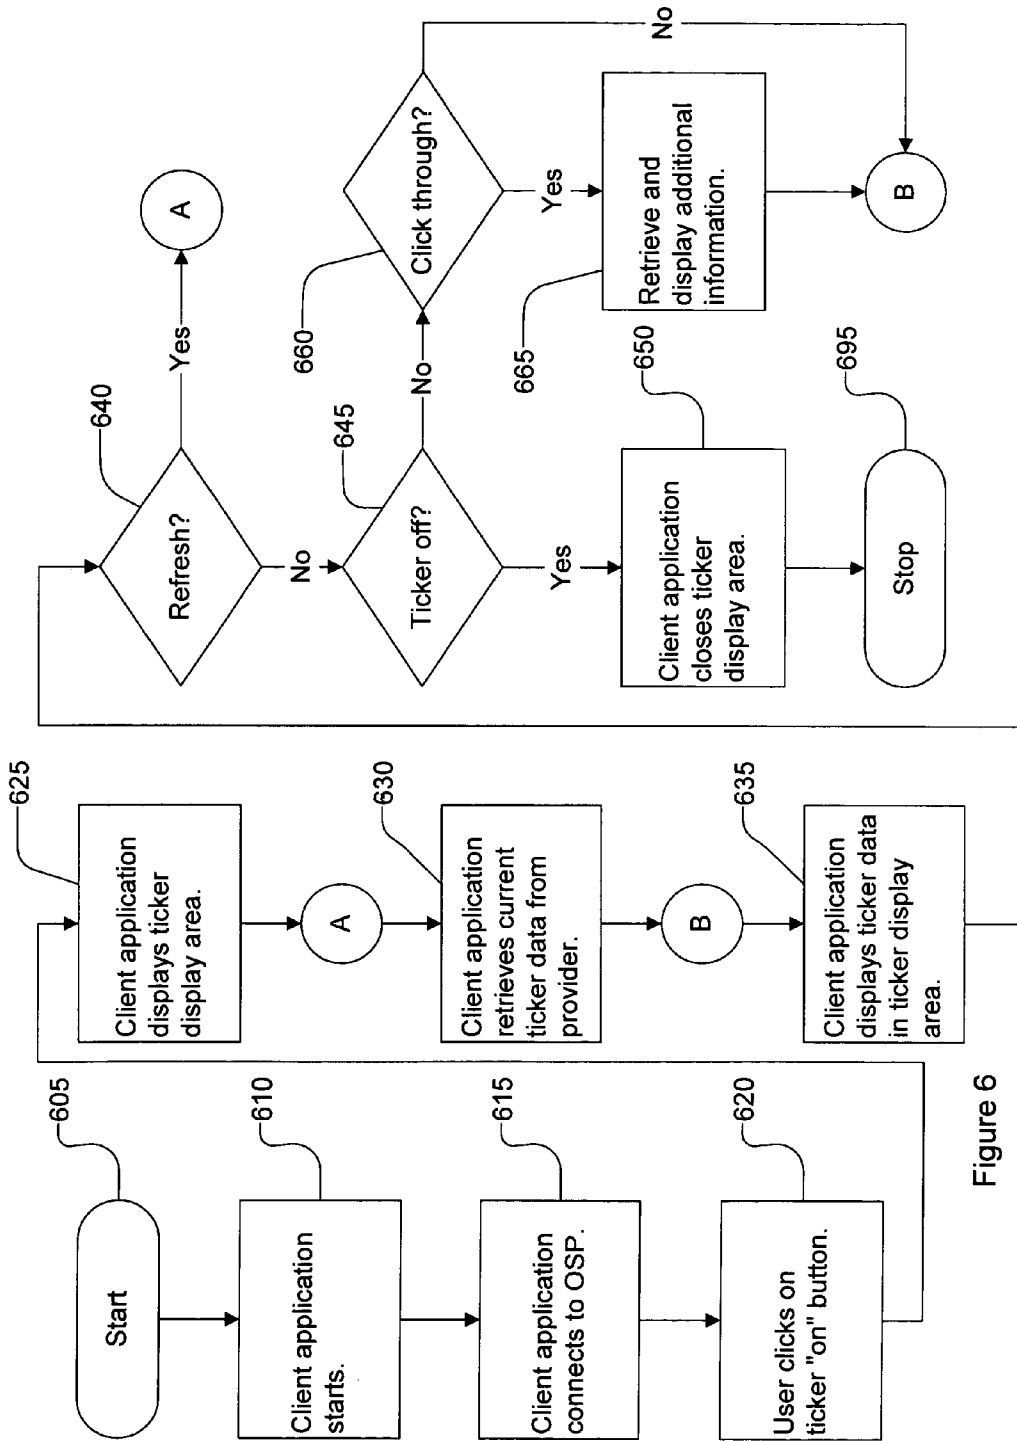 605
Start
610
Client application
starts.
615
Client application
connects to OSP.
620
User clicks on
ticker "on" button.
625
Client application
displays ticker
display area.
A
630
Client application
retrieves current
ticker data from
provider.
B
635
Client application
displays ticker data
in ticker display
area.
640
Refresh?
Yes
A
No
645
Ticker off?
No
Yes
650
Client application
closes ticker
display area.
695
Stop
660
Click through?
No
Yes
665
Retrieve and
display additional
information.
B
Figure 6